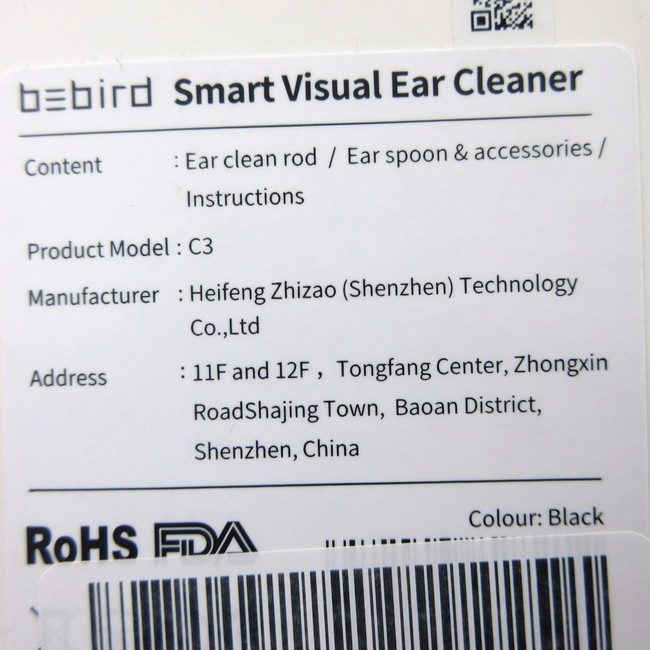 bebird Smart Visual Ear Cleaner
Content : Ear clean rod / Ear spoon & accessories /
Instructions
Product Model : C3
Manufacturer : Heifeng Zhizao (Shenzhen) Technology
Co.,Ltd
Address : 11F and 12F , Tongfang Center, Zhongxin
RoadShajing Town, Baoan District,
Shenzhen, China
Colour: Black
RoHS FDA